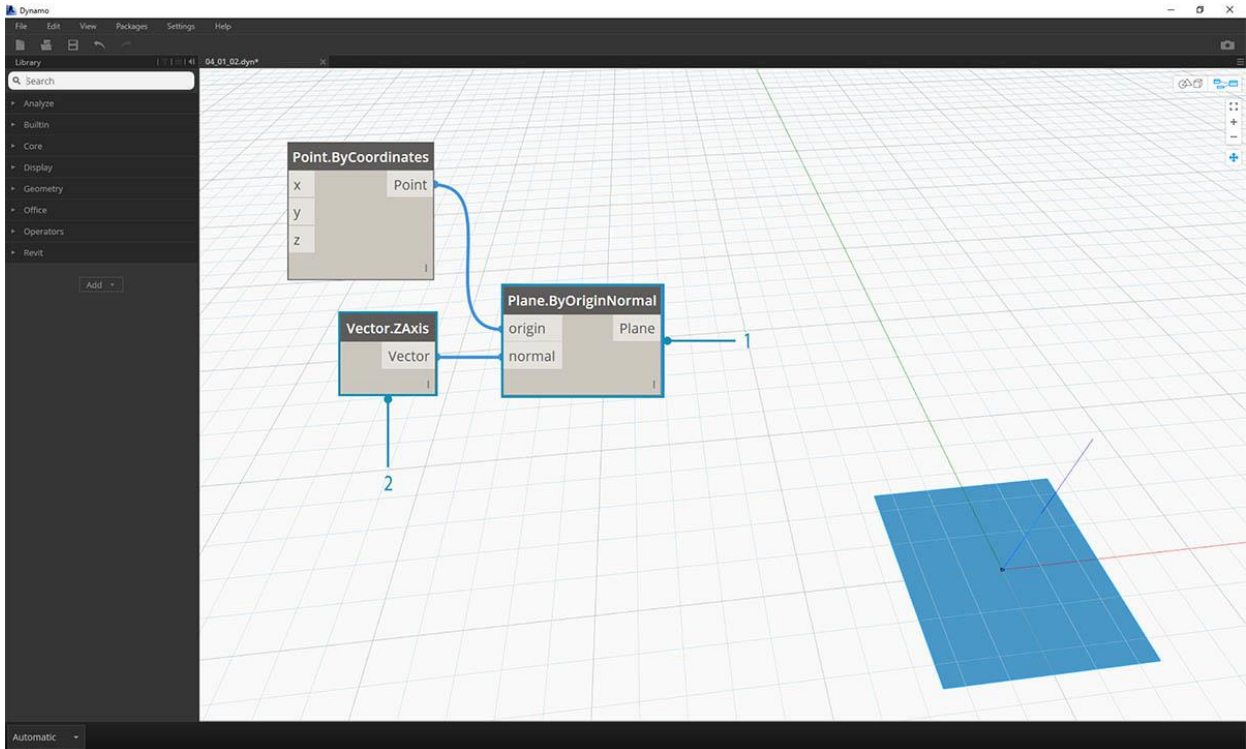 Dynamo
File Edit View Packages Settings Help
Library
04_01_02.dyn*
Search
Analyze
BuiltIn
Core
Display
Geometry
Office
Operators
Revit
Add
Point.ByCoordinates
x Point
y
z
Vector.ZAxis
Vector
Plane.ByOriginNormal
origin Plane
normal
1
2
Automatic